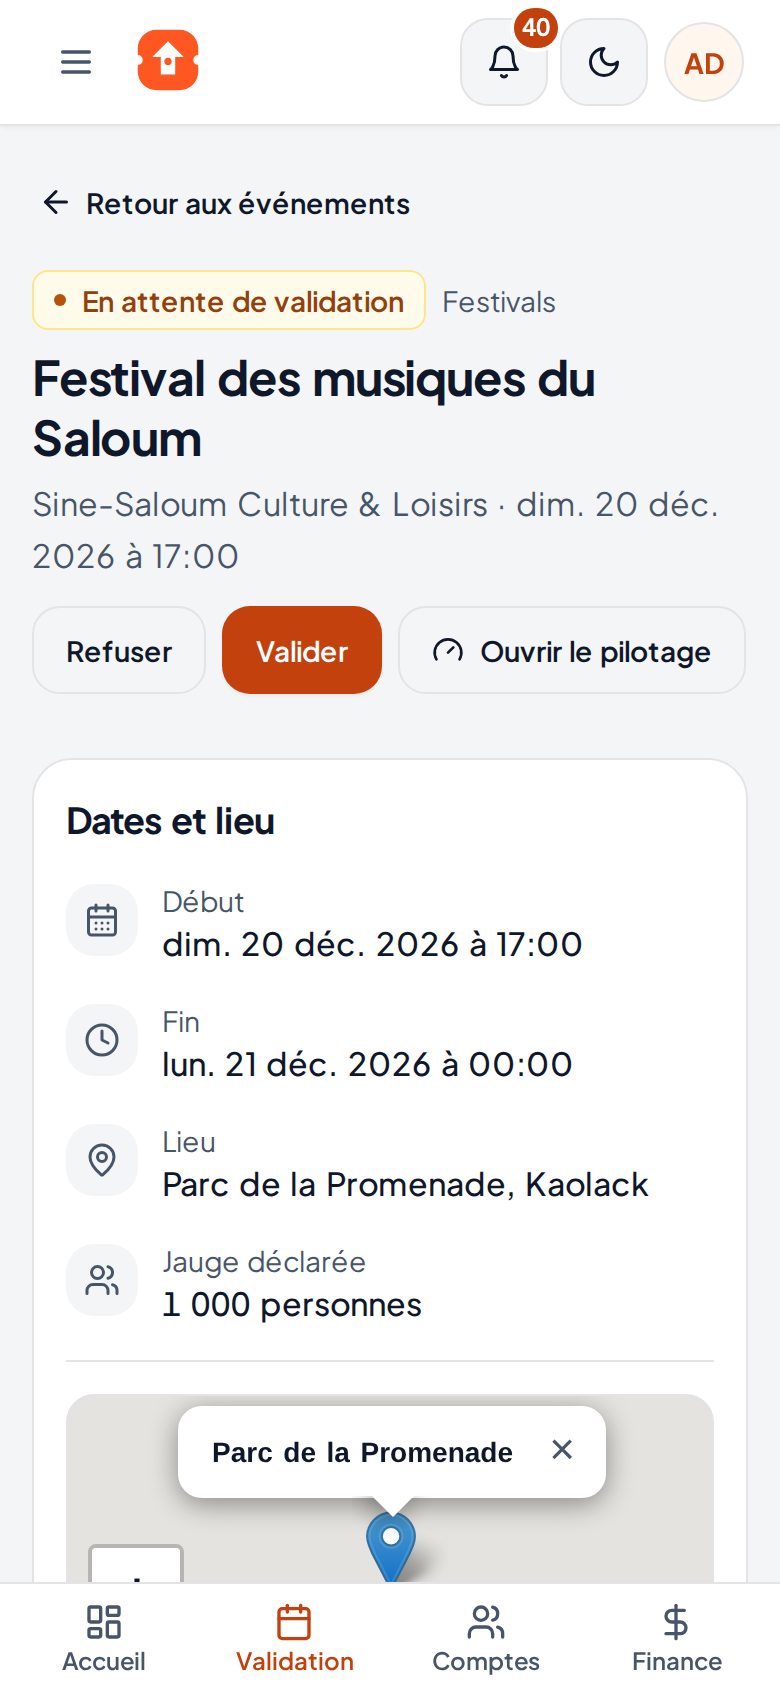 40
AD
Retour aux événements
En attente de validation
Festivals
Festival des musiques du
Saloum
Sine-Saloum Culture & Loisirs · dim. 20 déc.
2026 à 17:00
Refuser
Valider
Ouvrir le pilotage
Dates et lieu
Début
dim. 20 déc. 2026 à 17:00
Fin
lun. 21 déc. 2026 à 00:00
Lieu
Parc de la Promenade, Kaolack
Jauge déclarée
1 000 personnes
Parc de la Promenade
Accueil
Validation
Comptes
Finance